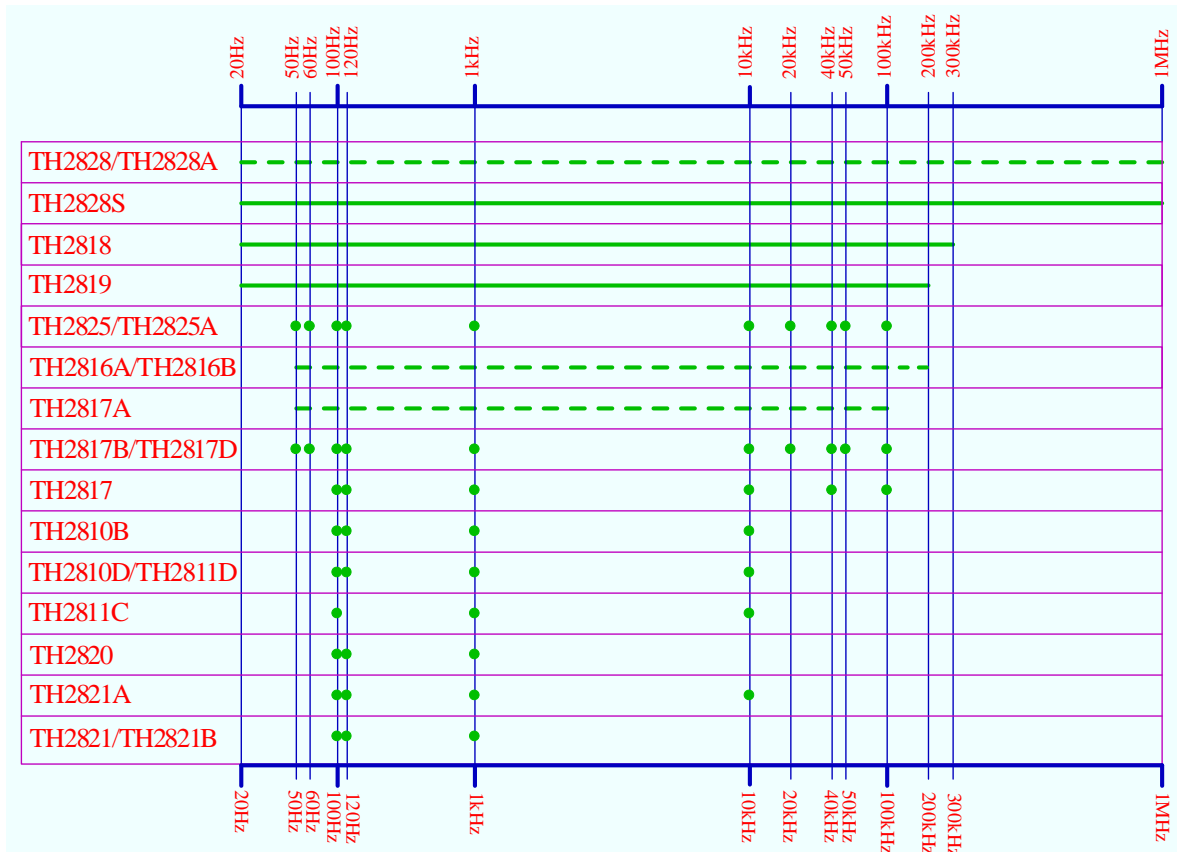 20Hz
50Hz
60Hz
100Hz
120Hz
1kHz
10kHz
20kHz
40kHz
50kHz
100kHz
200kHz
300kHz
1MHz
TH2828/TH2828A
TH2828S
TH2818
TH2819
TH2825/TH2825A
TH2816A/TH2816B
TH2817A
TH2817B/TH2817D
TH2817
TH2810B
TH2810D/TH2811D
TH2811C
TH2820
TH2821A
TH2821/TH2821B
20Hz
50Hz
60Hz
100Hz
120Hz
1kHz
10kHz
20kHz
40kHz
50kHz
100kHz
200kHz
300kHz
1MHz